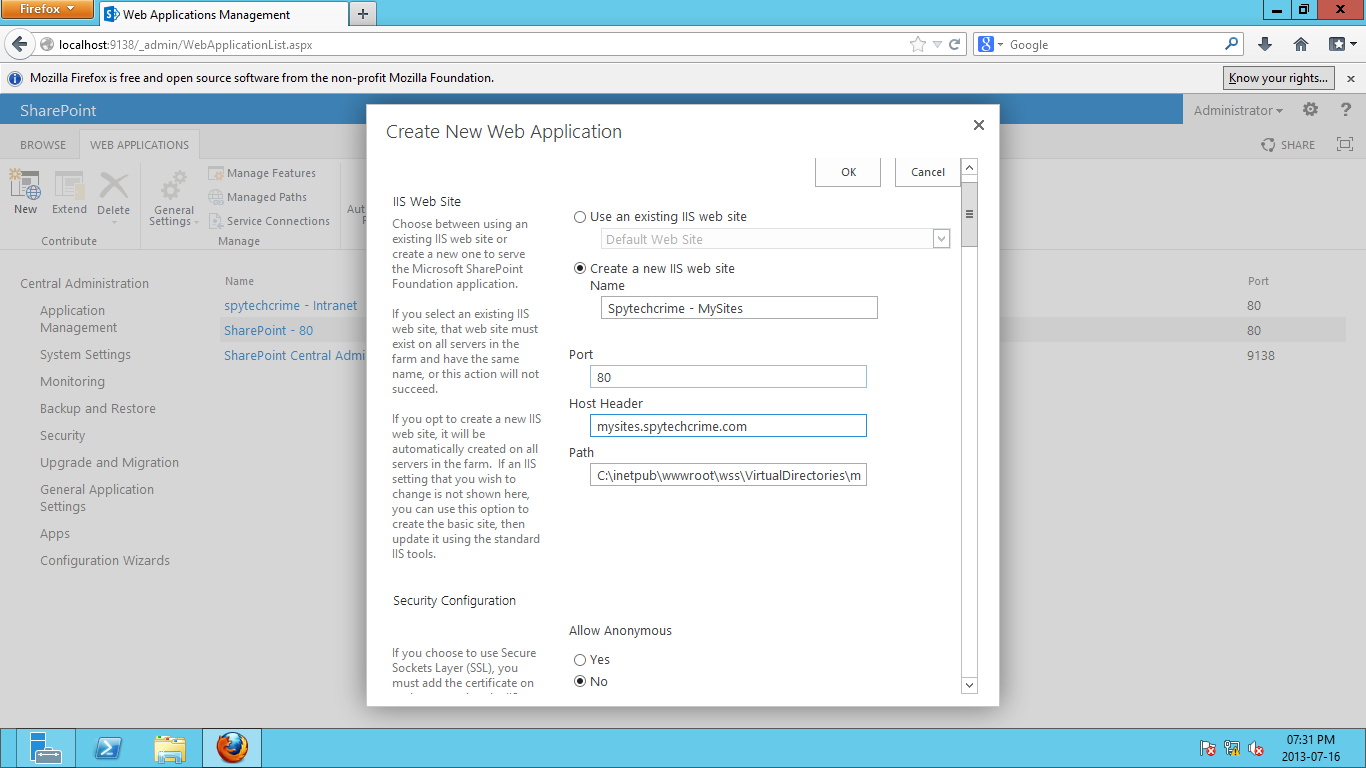 Firefox
Web Applications Management
localhost:9138/_admin/WebApplicationList.aspx
Google
Mozilla Firefox is free and open source software from the non-profit Mozilla Foundation.
Know your rights...
SharePoint
Administrator
?
BROWSE
WEB APPLICATIONS
SHARE
New
Extend
Delete
General
Settings
Manage Features
Managed Paths
Service Connections
Contribute
Manage
Central Administration
Application
Management
System Settings
Monitoring
Backup and Restore
Security
Upgrade and Migration
General Application
Settings
Apps
Configuration Wizards
Name
Port
spytechcrime - Intranet
80
SharePoint - 80
80
SharePoint Central Admi
9138
Create New Web Application
OK
Cancel
IIS Web Site
Choose between using an
existing IIS web site or
create a new one to serve
the Microsoft SharePoint
Foundation application.
If you select an existing IIS
web site, that web site must
exist on all servers in the
farm and have the same
name, or this action will not
succeed.
If you opt to create a new IIS
web site, it will be
automatically created on all
servers in the farm. If an IIS
setting that you wish to
change is not shown here,
you can use this option to
create the basic site, then
update it using the standard
IIS tools.
Use an existing IIS web site
Default Web Site
Create a new IIS web site
Name
Spytechcrime - MySites
Port
80
Host Header
mysites.spytechcrime.com
Path
C:\inetpub\wwwroot\wss\VirtualDirectories\m
Security Configuration
If you choose to use Secure
Sockets Layer (SSL), you
must add the certificate on
Allow Anonymous
Yes
No
07:31 PM
2013-07-16